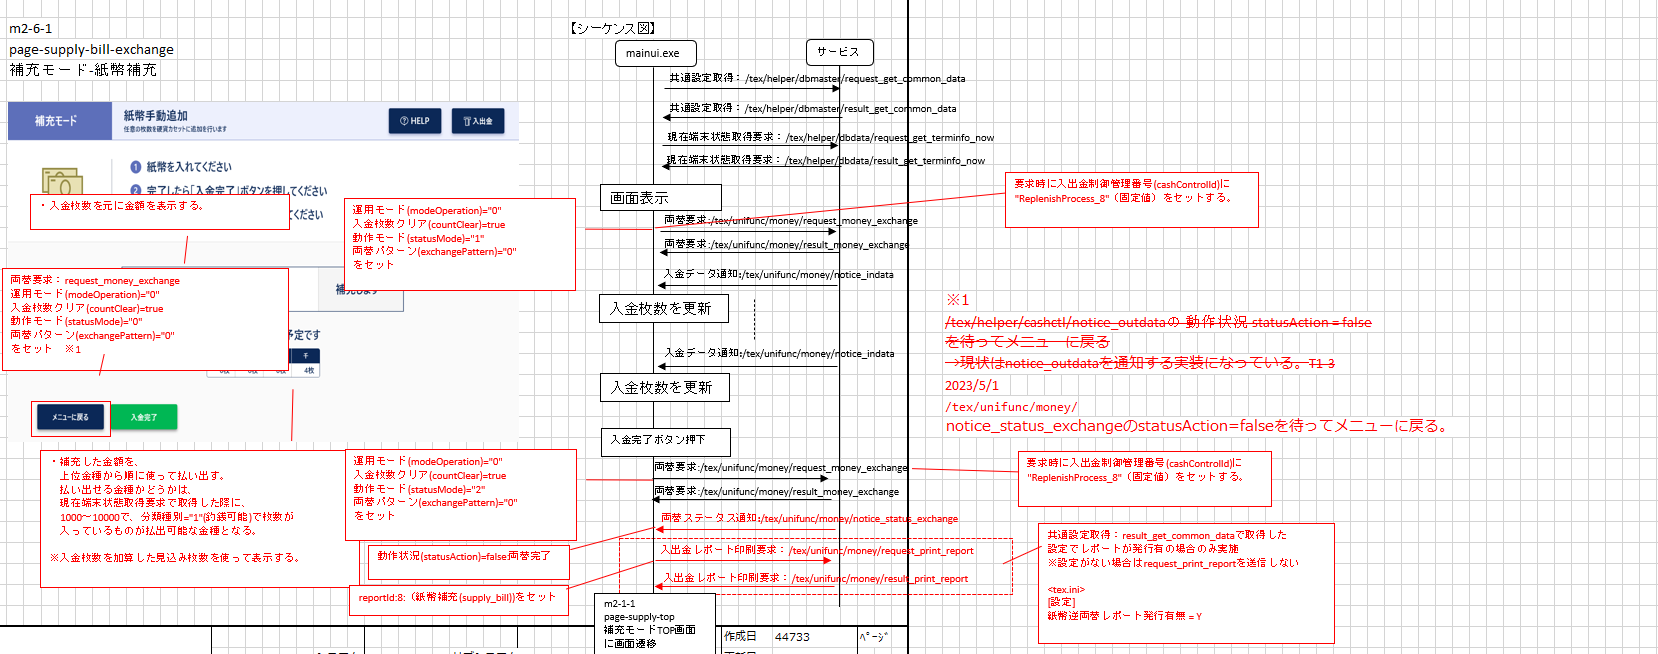 m2-6-1
page-supply-bill-exchange
補充モード-紙幣補充
補充モード
紙幣手動追加
任意の枚数を硬貨カセットに追加を行います
?HELP
入出金
1 紙幣を入れてください
2 完了したら「入金完了」ボタンを押してください
ください
・入金枚数を元に金額を表示する。
運用モード(modeOperation)="0"
入金枚数クリア(countClear)=true
動作モード(statusMode)="1"
両替パターン(exchangePattern)="0"
をセット
両替要求：request_money_exchange
運用モード(modeOperation)="0"
入金枚数クリア(countClear)=true
動作モード(statusMode)="0"
両替パターン(exchangePattern)="0"
をセット　※1
補充します
予定です
千
4枚
メニューに戻る
入金完了
・補充した金額を、
上位金種から順に使って払い出す。
払い出せる金種かどうかは、
現在端末状態取得要求で取得した際に、
1000～10000で、分類種別="1"(釣銭可能)で枚数が
入っているものが払出可能な金種となる。
※入金枚数を加算した見込み枚数を使って表示する。
運用モード(modeOperation)="0"
入金枚数クリア(countClear)=true
動作モード(statusMode)="2"
両替パターン(exchangePattern)="0"
をセット
動作状況(statusAction)=false:両替完了
reportId:8:（紙幣補充(supply_bill))をセット
【シーケンス図】
mainui.exe
サービス
共通設定取得：/tex/helper/dbmaster/request_get_common_data
共通設定取得：/tex/helper/dbmaster/result_get_common_data
現在端末状態取得要求：/tex/helper/dbdata/request_get_terminfo_now
現在端末状態取得要求：/tex/helper/dbdata/result_get_terminfo_now
画面表示
両替要求:/tex/unifunc/money/request_money_exchange
両替要求:/tex/unifunc/money/result_money_exchange
入金データ通知:/tex/unifunc/money/notice_indata
入金枚数を更新
入金データ通知:/tex/unifunc/money/notice_indata
入金枚数を更新
入金完了ボタン押下
両替要求:/tex/unifunc/money/request_money_exchange
両替要求:/tex/unifunc/money/result_money_exchange
両替ステータス通知:/tex/unifunc/money/notice_status_exchange
入出金レポート印刷要求：/tex/unifunc/money/request_print_report
入出金レポート印刷要求：/tex/unifunc/money/result_print_report
m2-1-1
page-supply-top
補充モードTOP画面
に画面遷移
作成日
44733
ﾍﾟｰｼﾞ
要求時に入出金制御管理番号(cashControlId)に
"ReplenishProcess_8"（固定値）をセットする。
※1
/tex/helper/cashctl/notice_outdataの 動作状況 statusAction = false
を待ってメニューに戻る
→現状はnotice_outdataを通知する実装になっている。T1-3
2023/5/1
/tex/unifunc/money/
notice_status_exchangeのstatusAction=falseを待ってメニューに戻る。
要求時に入出金制御管理番号(cashControlId)に
"ReplenishProcess_8"（固定値）をセットする。
共通設定取得：result_get_common_dataで取得した
設定でレポートが発行有の場合のみ実施
※設定がない場合はrequest_print_reportを送信しない
<tex.ini>
[設定]
紙幣逆両替レポート発行有無 = Y